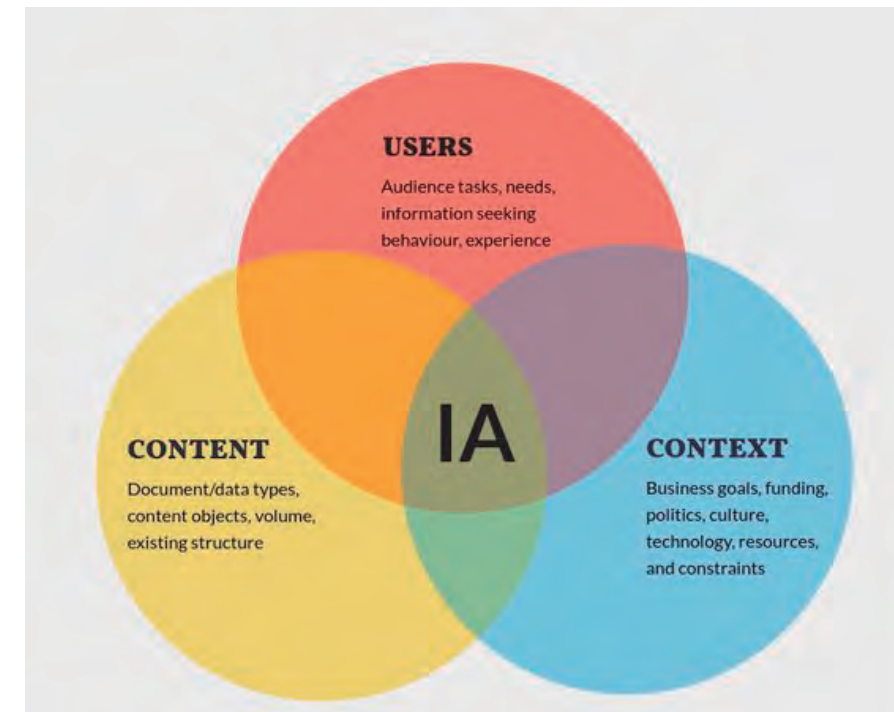 USERS
Audience tasks, needs,
information seeking
behaviour, experience
IA
CONTENT
Document/data types,
content objects, volume,
existing structure
CONTEXT
Business goals, funding,
politics, culture,
technology, resources,
and constraints